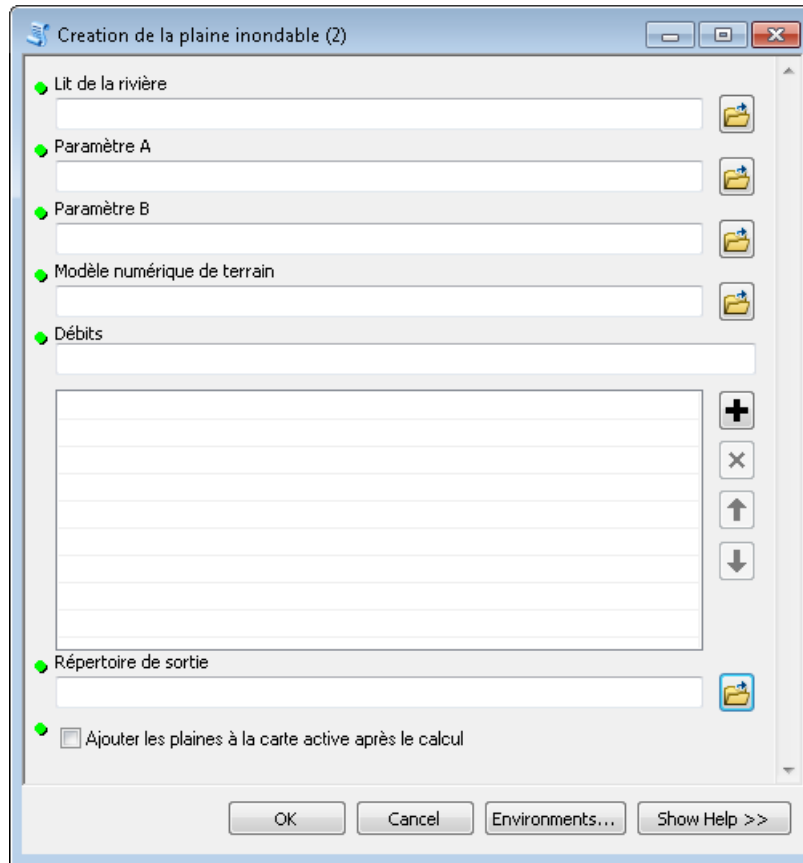 Creation de la plaine inondable (2)
Lit de la rivière
Paramètre A
Paramètre B
Modèle numérique de terrain
Débits
Répertoire de sortie
Ajouter les plaines à la carte active après le calcul
OK Cancel Environments... Show Help >>